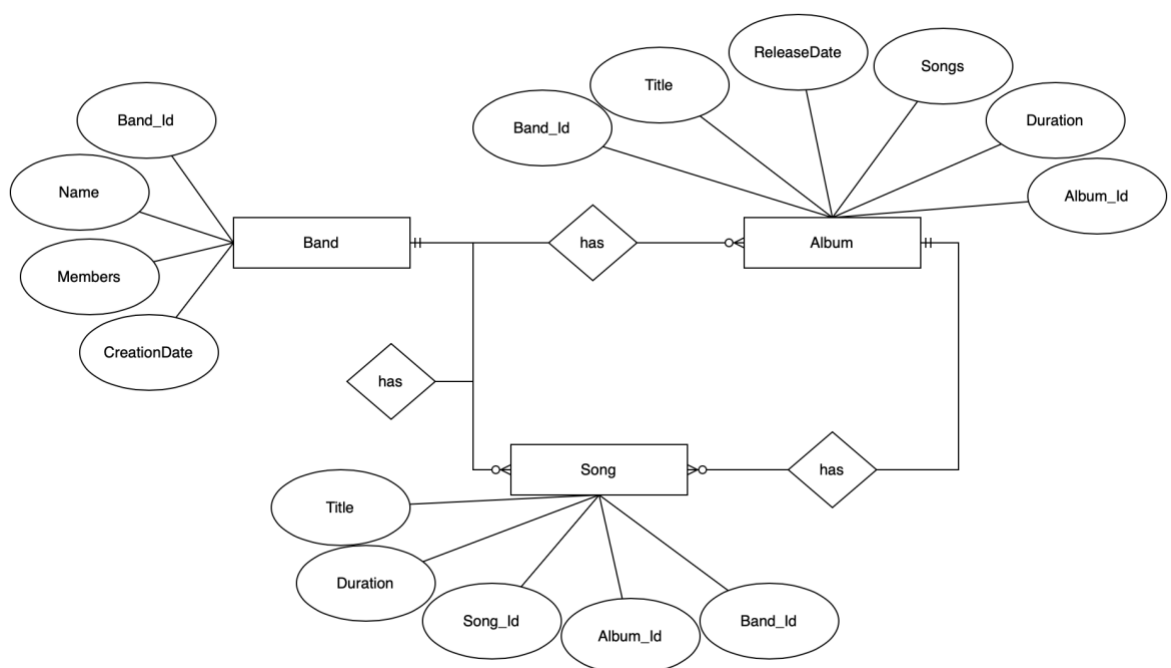 ReleaseDate
Songs
Title
Band_Id
Duration
Band_Id
Name
Album_Id
Band
has
Album
Members
CreationDate
has
Song
has
Title
Duration
Song_Id
Album_Id
Band_Id